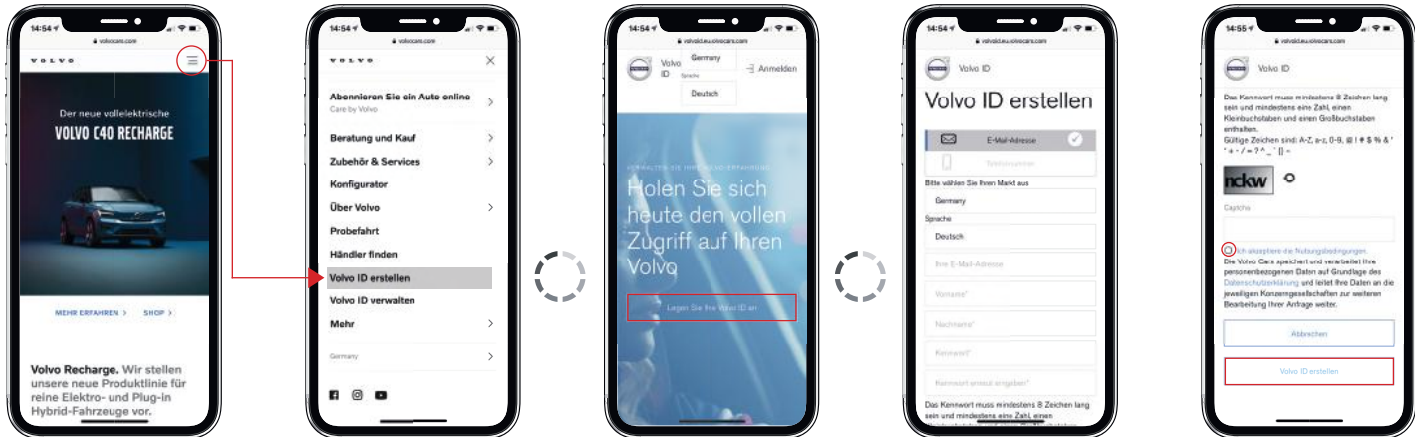 14:54
volvocars.com
VOLVO
Der neue vollelektrische
VOLVO C40 RECHARGE
MEHR ERFAHREN > SHOP >
Volvo Recharge. Wir stellen
unsere neue Produktlinie für
reine Elektro- und Plug-in
Hybrid-Fahrzeuge vor.
14:54
volvocars.com
VOLVO
Abonnieren Sie ein Auto online
Care by Volvo
Beratung und Kauf
Zubehör & Services
Konfigurator
Über Volvo
Probefahrt
Händler finden
Volvo ID erstellen
Volvo ID verwalten
Mehr
Germany
14:54
volvoid.eu.volvocars.com
Volvo
ID
Germany
Sprache
Deutsch
Anmelden
Holen Sie sich
heute den vollen
Zugriff auf Ihren
Volvo
Legen Sie Ihre Volvo ID an
14:54
volvoid.eu.volvocars.com
Volvo ID
Volvo ID erstellen
E-Mail-Adresse
Telefonnummer
Bitte wählen Sie Ihren Markt aus
Germany
Sprache
Deutsch
Ihre E-Mail-Adresse
Vorname*
Nachname*
Kennwort*
Kennwort erneut eingeben*
Das Kennwort muss mindestens 8 Zeichen lang
sein und mindestens eine Zahl, einen
14:55
volvoid.eu.volvocars.com
Volvo ID
Das Kennwort muss mindestens 8 Zeichen lang
sein und mindestens eine Zahl, einen
Kleinbuchstaben und einen Großbuchstaben
enthalten.
Gültige Zeichen sind: A-Z, a-z, 0-9, @ ! # $ % & '
* + - / = ? ^ _ ` {} ~
nckw
Captcha
Ich akzeptiere die Nutzungsbedingungen.
Die Volvo Cars speichert und verarbeitet Ihre
personenbezogenen Daten auf Grundlage des
Datenschutzerklärung und leitet Ihre Daten an die
jeweiligen Konzerngesellschaften zur weiteren
Bearbeitung Ihrer Anfrage weiter.
Abbrechen
Volvo ID erstellen